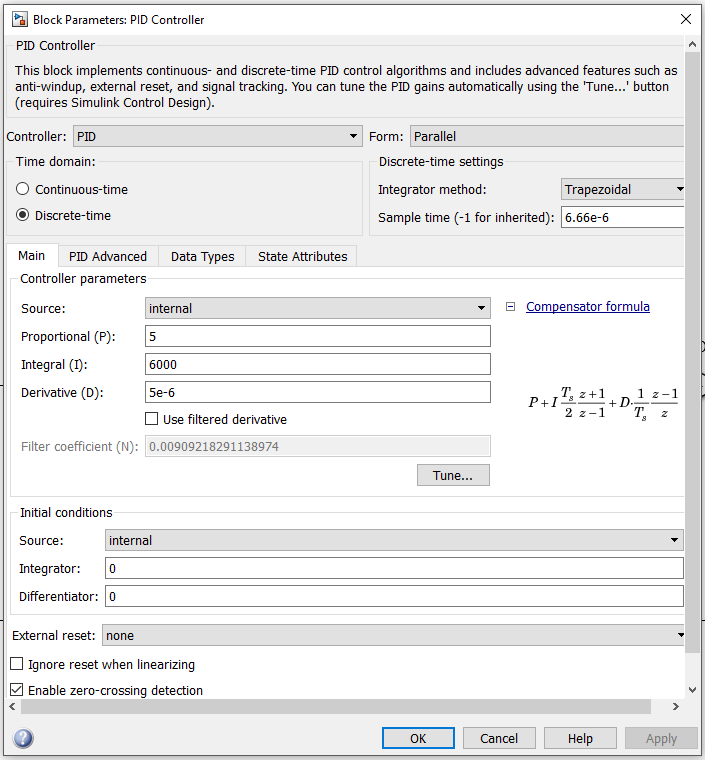 Block Parameters: PID Controller
PID Controller
This block implements continuous- and discrete-time PID control algorithms and includes advanced features such as
anti-windup, external reset, and signal tracking. You can tune the PID gains automatically using the 'Tune...' button
(requires Simulink Control Design).
Controller: PID Form: Parallel
Time domain: Discrete-time settings
Continuous-time Integrator method: Trapezoidal
Discrete-time Sample time (-1 for inherited): 6.66e-6
Main PID Advanced Data Types State Attributes
Controller parameters
Source: internal Compensator formula
Proportional (P): 5
Integral (I): 6000
Derivative (D): 5e-6
P + I T_s/2 z+1/z−1 + D· 1/T_s z−1/z
Use filtered derivative
Filter coefficient (N): 0.00909218291138974
Tune...
Initial conditions
Source: internal
Integrator: 0
Differentiator: 0
External reset: none
Ignore reset when linearizing
Enable zero-crossing detection
OK Cancel Help Apply